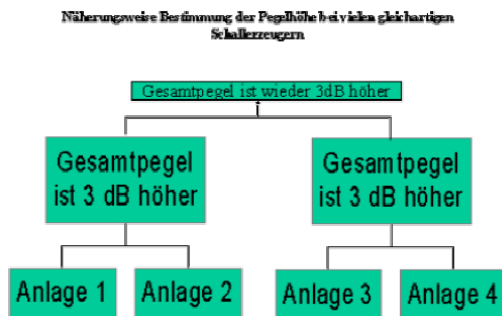 Näherungsweise Bestimmung der Pegelhöhe bei vielen gleichartigen
Schallerzeugern
Gesamtpegel ist wieder 3dB höher
Gesamtpegel
ist 3 dB höher
Gesamtpegel
ist 3 dB höher
Anlage 1
Anlage 2
Anlage 3
Anlage 4